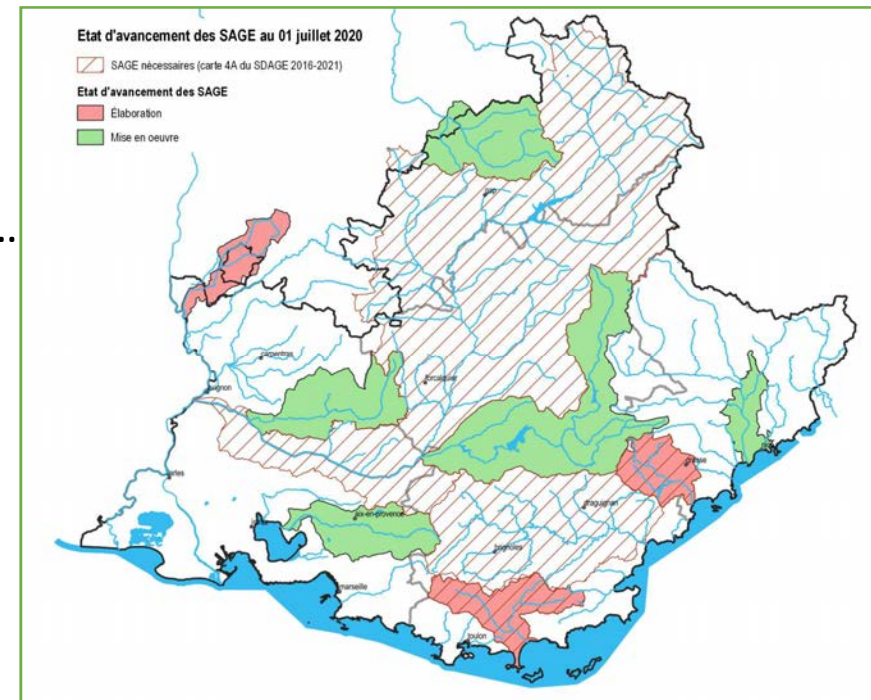 Etat d'avancement des SAGE au 01 juillet 2020
SAGE nécessaires (carte 4A du SDAGE 2016-2021)
Etat d'avancement des SAGE
Élaboration
Mise en oeuvre
..
gap
carpentras
forcalquier
avignon
arles
grasse
draguignan
aix-en-provence
brignoles
marseille
toulon